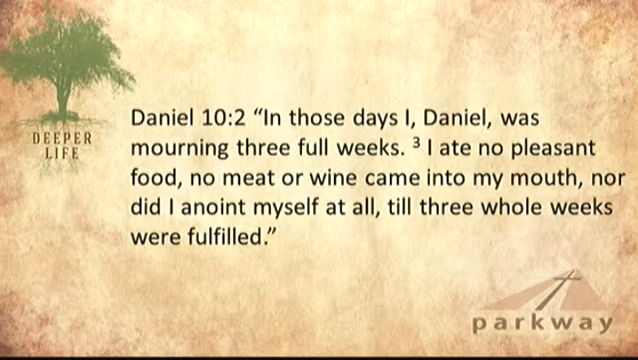 DEEPER
LIFE
Daniel 10:2 “In those days I, Daniel, was
mourning three full weeks. ³ I ate no pleasant
food, no meat or wine came into my mouth, nor
did I anoint myself at all, till three whole weeks
were fulfilled.”
parkway